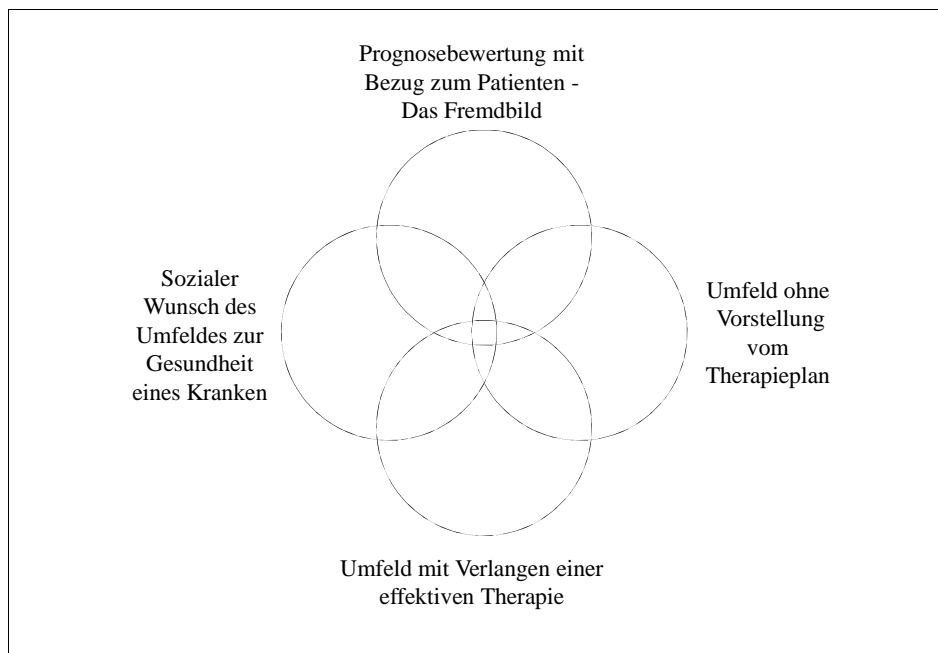 Prognosebewertung mit
Bezug zum Patienten -
Das Fremdbild
Sozialer
Wunsch des
Umfeldes zur
Gesundheit
eines Kranken
Umfeld ohne
Vorstellung
vom
Therapieplan
Umfeld mit Verlangen einer
effektiven Therapie